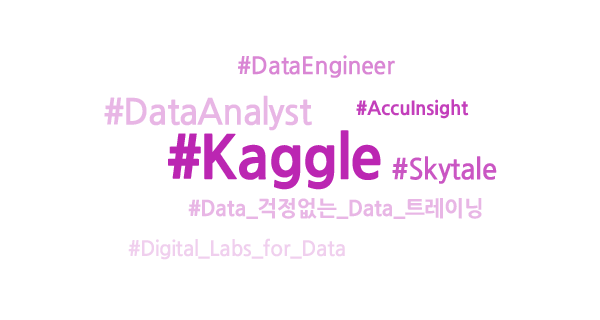 #DataEngineer
#DataAnalyst
#AccuInsight
#Kaggle
#Skytale
#Data_걱정없는_Data_트레이닝
#Digital_Labs_for_Data